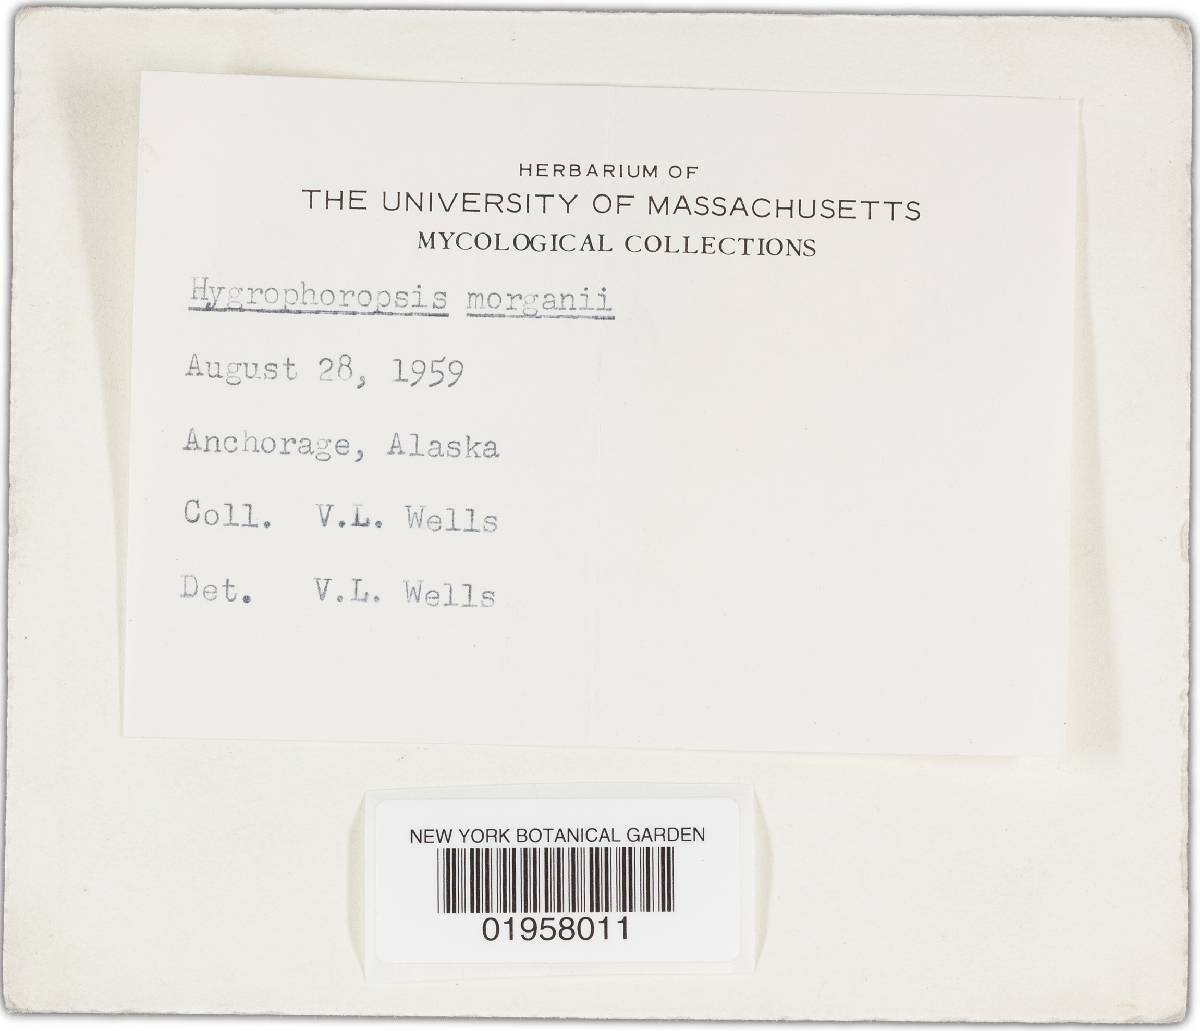 HERBARIUM OF
THE UNIVERSITY OF MASSACHUSETTS
MYCOLOGICAL COLLECTIONS
Hygrophoropsis morganii
August 28, 1959
Anchorage, Alaska
Coll. V.L. Wells
Det. V.L. Wells
NEW YORK BOTANICAL GARDEN
01958011